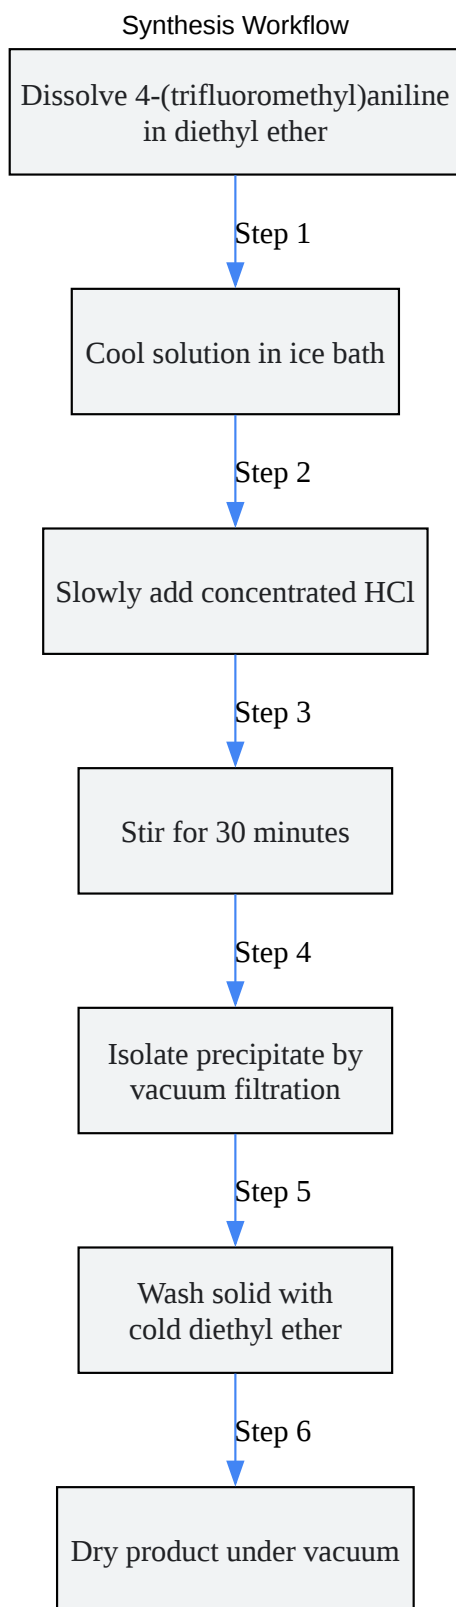 Synthesis Workflow
Dissolve 4-(trifluoromethyl)aniline
in diethyl ether
Step 1
Cool solution in ice bath
Step 2
Slowly add concentrated HCl
Step 3
Stir for 30 minutes
Step 4
Isolate precipitate by
vacuum filtration
Step 5
Wash solid with
cold diethyl ether
Step 6
Dry product under vacuum